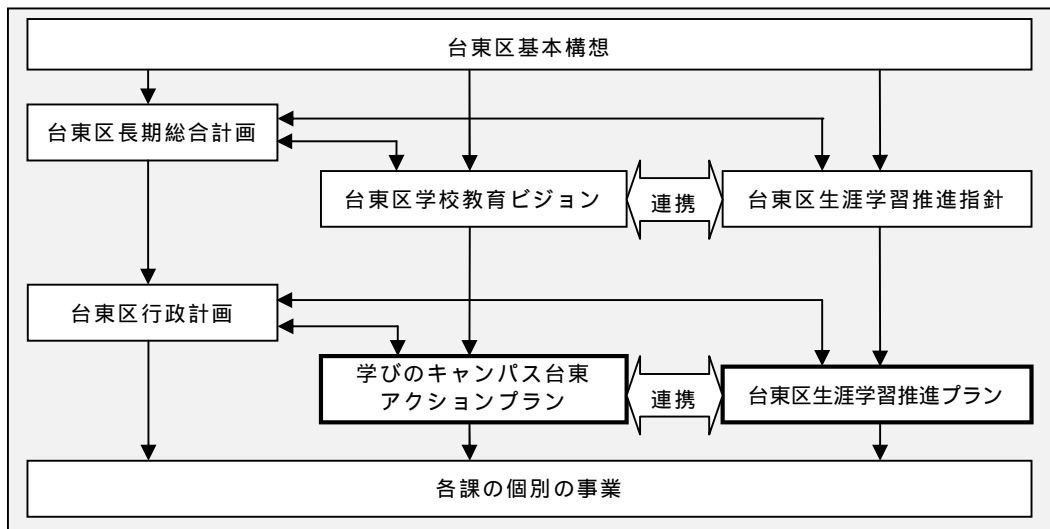 台東区基本構想
台東区長期総合計画
台東区学校教育ビジョン
連携
台東区生涯学習推進指針
台東区行政計画
学びのキャンパス台東
アクションプラン
連携
台東区生涯学習推進プラン
各課の個別の事業